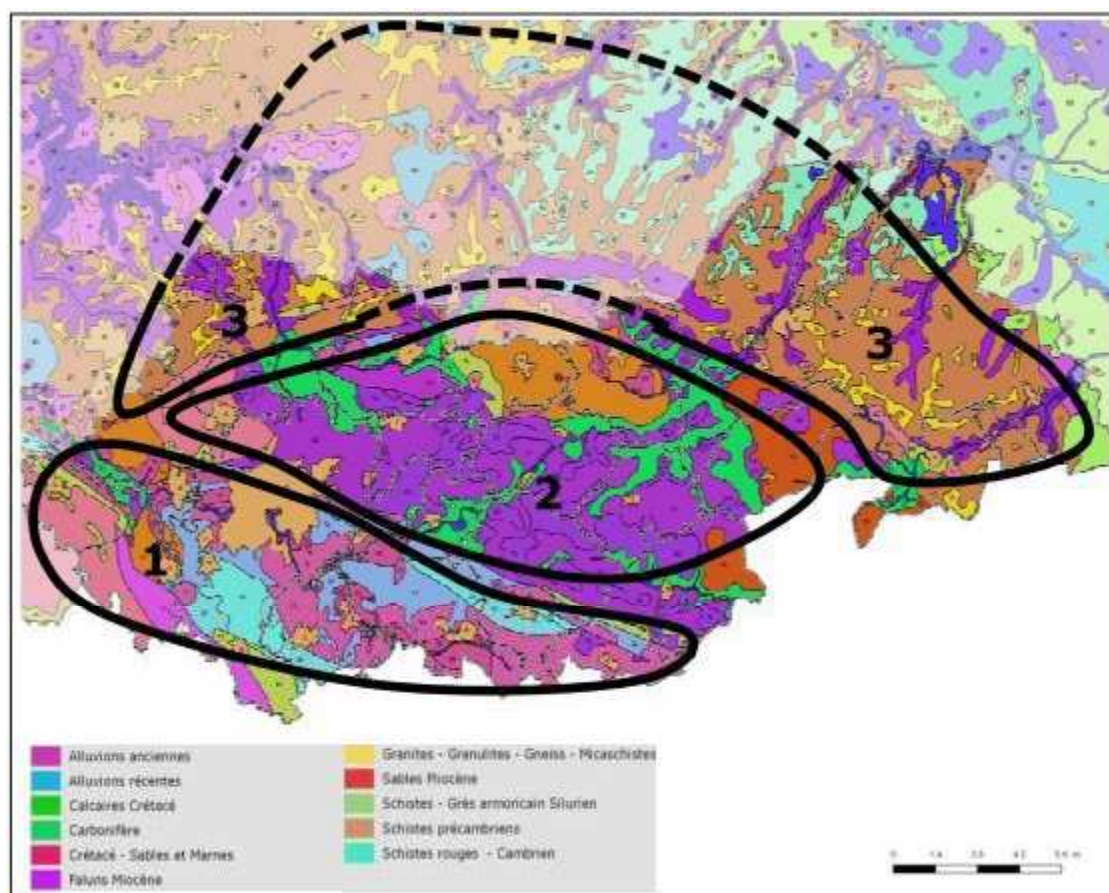 3
3
2
1
Alluvions anciennes
Alluvions récentes
Calcaires Crétacé
Carbonifère
Crétacé - Sables et Marnes
Faluns Miocène
Granites - Granulites - Gneiss - Micaschistes
Sables Miocène
Schistes - Grès armoricain Silurien
Schistes précambriens
Schistes rouges - Cambrien